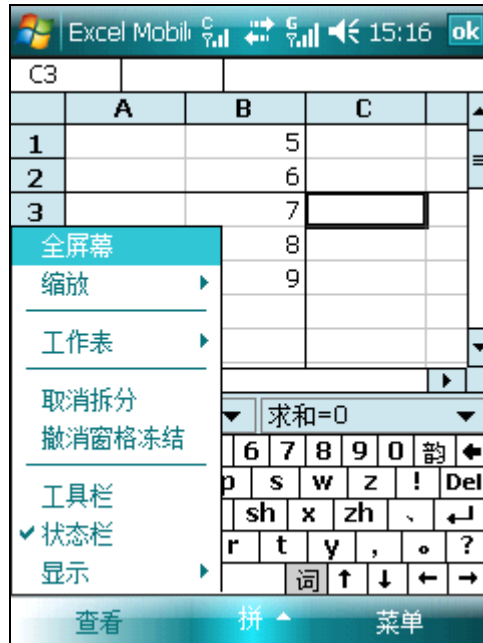 Excel Mobil 15:16 ok
C3
A B C
1 5
2 6
3 7
8
9
全屏幕
缩放
工作表
取消拆分
撤消窗格冻结
工具栏
状态栏
显示
求和=0
6 7 8 9 0 韵
p s w z ! Del
sh x zh 、
r t y , 。 ?
词 ↑ ↓ ← →
查看 拼 菜单